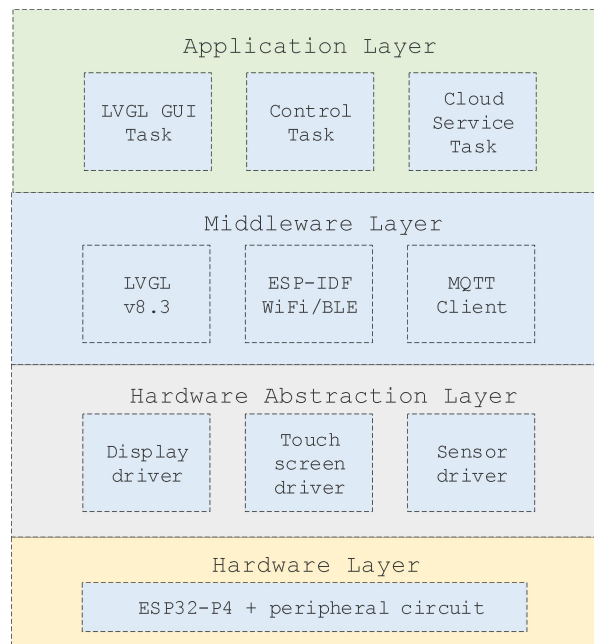 Application Layer
LVGL GUI
Task
Control
Task
Cloud
Service
Task
Middleware Layer
LVGL
v8.3
ESP-IDF
WiFi/BLE
MQTT
Client
Hardware Abstraction Layer
Display
driver
Touch
screen
driver
Sensor
driver
Hardware Layer
ESP32-P4 + peripheral circuit